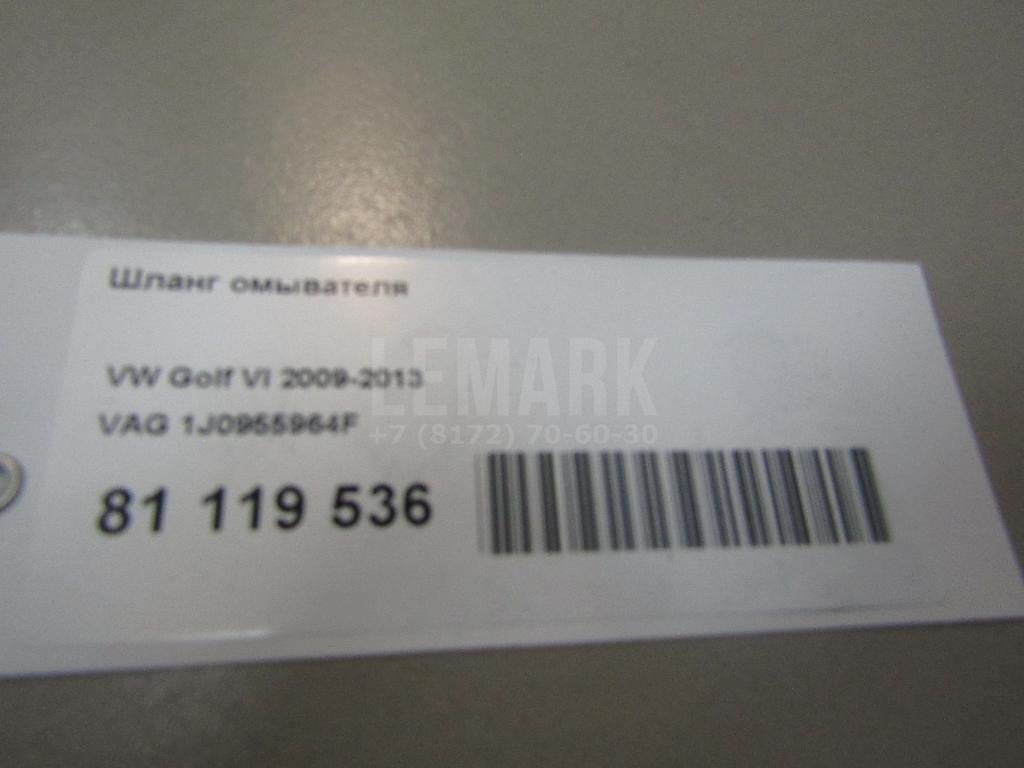 Шланг омывателя
VW Golf VI 2009-2013
VAG 1J0955964F
81 119 536
LEMARK
+7 (8172) 70-60-30